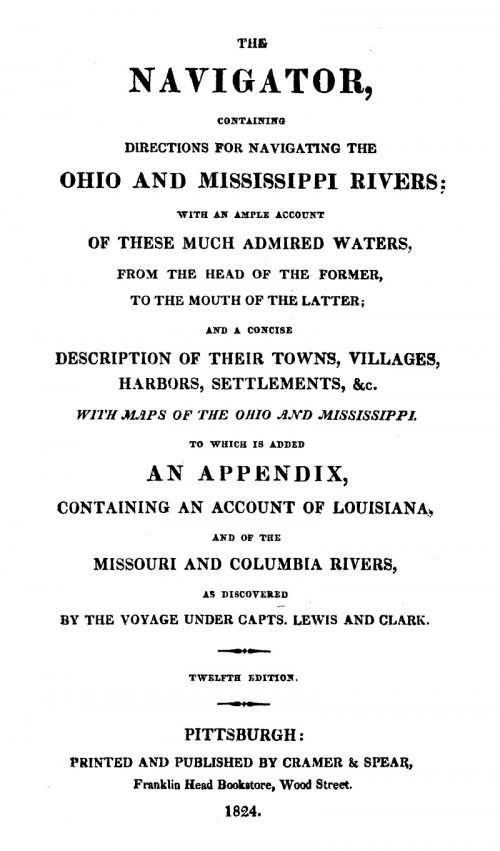 THE
NAVIGATOR,
CONTAINING
DIRECTIONS FOR NAVIGATING THE
OHIO AND MISSISSIPPI RIVERS:
WITH AN AMPLE ACCOUNT
OF THESE MUCH ADMIRED WATERS,
FROM THE HEAD OF THE FORMER,
TO THE MOUTH OF THE LATTER;
AND A CONCISE
DESCRIPTION OF THEIR TOWNS, VILLAGES,
HARBORS, SETTLEMENTS, &c.
WITH MAPS OF THE OHIO AND MISSISSIPPI.
TO WHICH IS ADDED
AN APPENDIX,
CONTAINING AN ACCOUNT OF LOUISIANA,
AND OF THE
MISSOURI AND COLUMBIA RIVERS,
AS DISCOVERED
BY THE VOYAGE UNDER CAPTS. LEWIS AND CLARK.
TWELFTH EDITION.
PITTSBURGH:
PRINTED AND PUBLISHED BY CRAMER & SPEAR,
Franklin Head Bookstore, Wood Street.
1824.